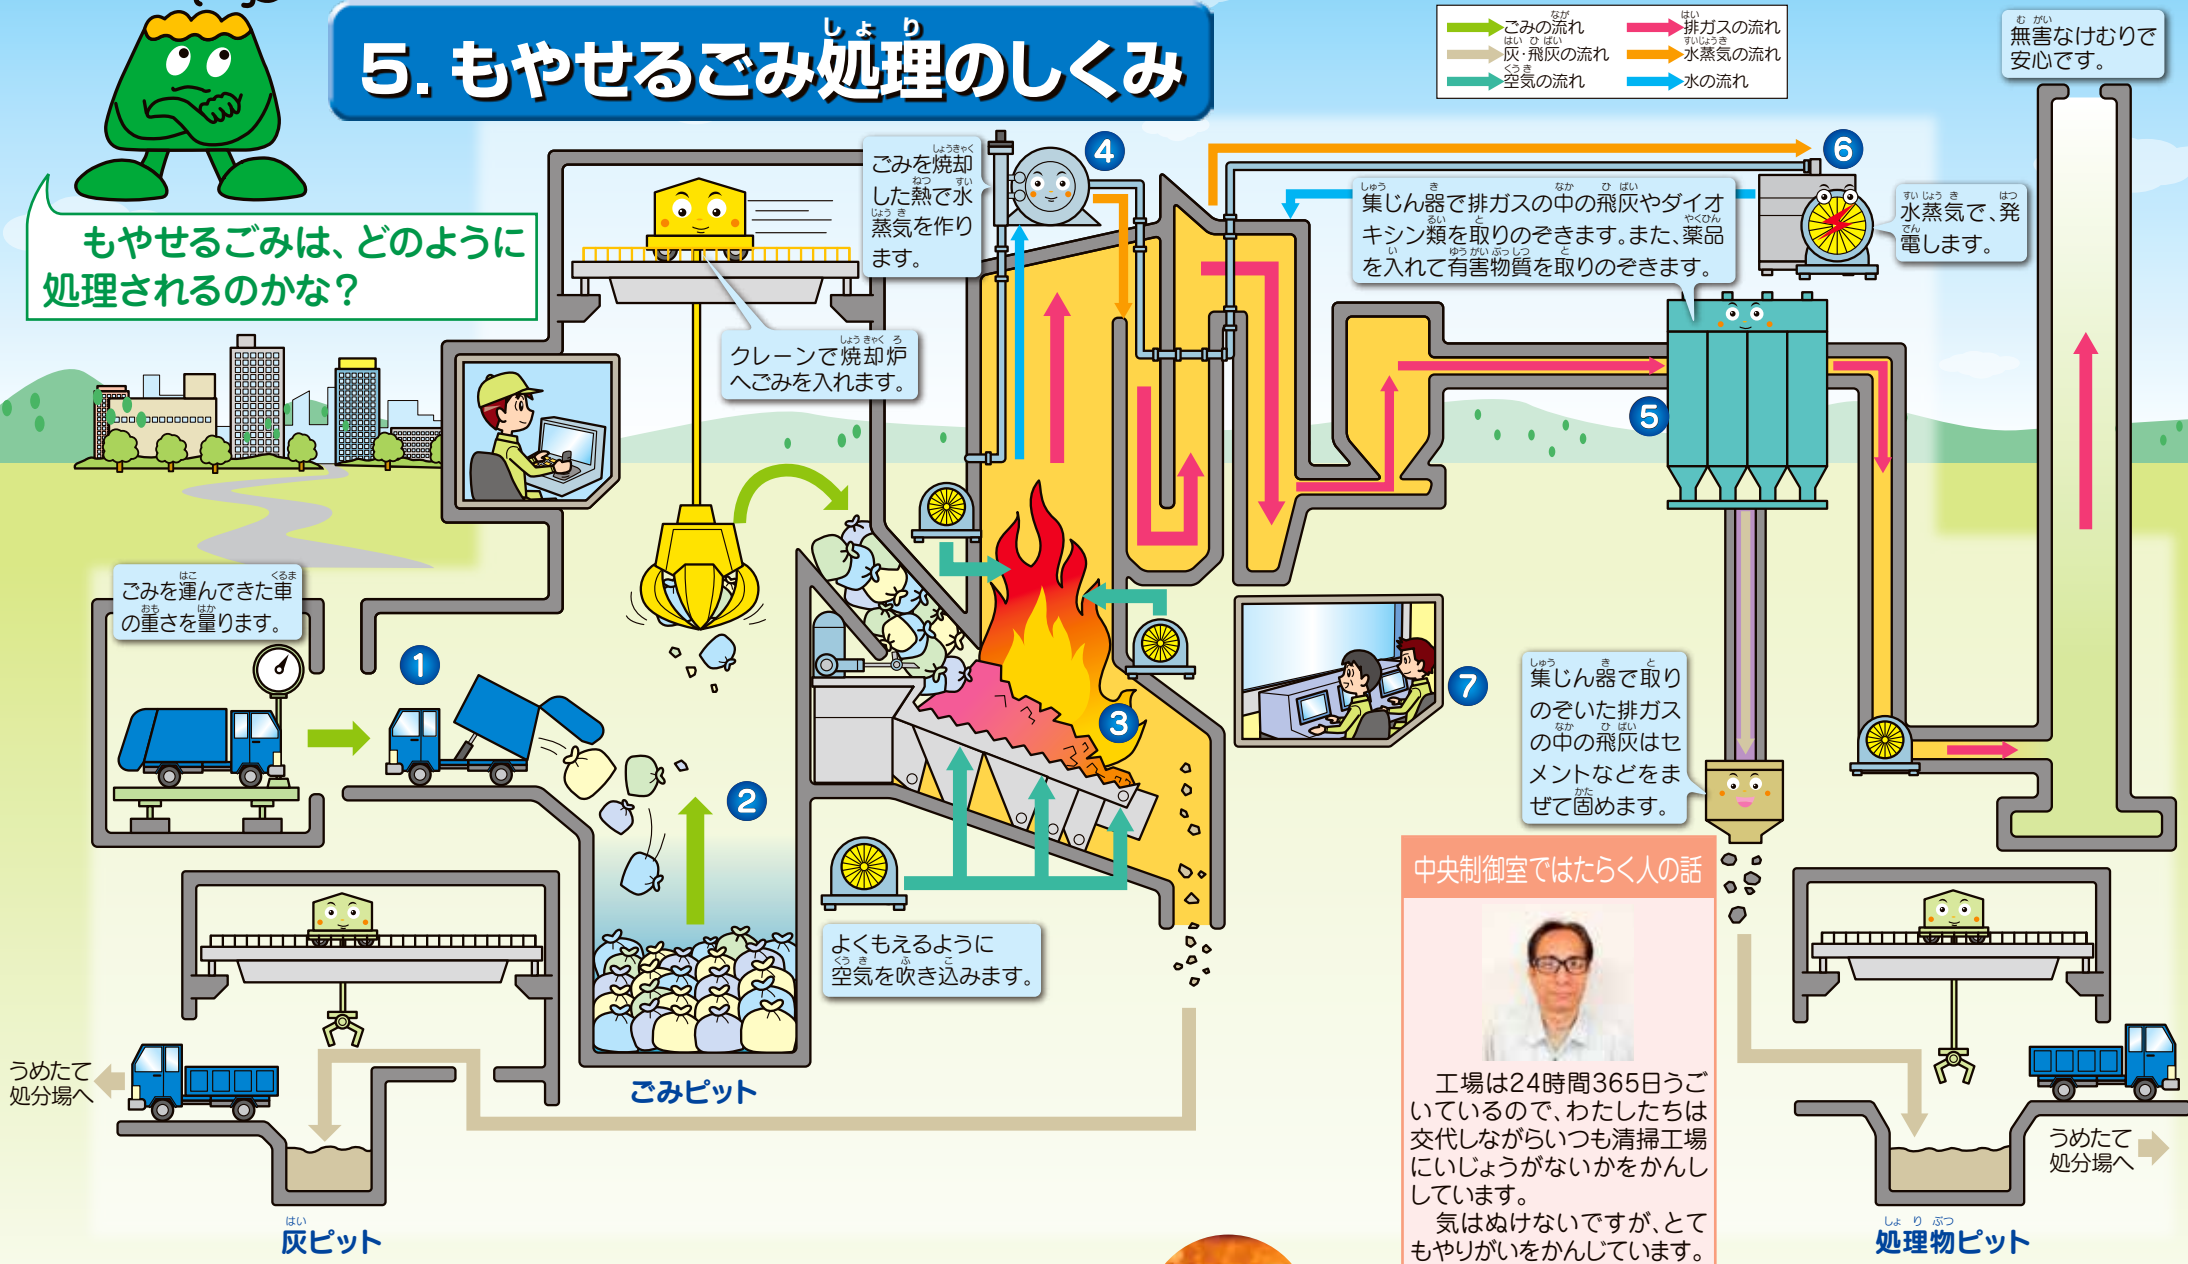 5. もやせるごみ処理のしくみ
ごみの流れ
灰・飛灰の流れ
空気の流れ
排ガスの流れ
水蒸気の流れ
水の流れ
無害なけむりで
安心です。
もやせるごみは、どのように
処理されるのかな?
ごみを焼却
した熱で水
蒸気を作り
ます。
4
6
集じん器で排ガスの中の飛灰やダイオ
キシン類を取りのぞきます。また、薬品
を入れて有害物質を取りのぞきます。
水蒸気で、発
電します。
クレーンで焼却炉
へごみを入れます。
5
ごみを運んできた車
の重さを量ります。
1
2
3
7
集じん器で取り
のぞいた排ガス
の中の飛灰はセ
メントなどをま
ぜて固めます。
よくもえるように
空気を吹き込みます。
中央制御室ではたらく人の話
工場は24時間365日うご
いているので、わたしたちは
交代しながらいつも清掃工場
にいじょうがないかをかんし
しています。
気はぬけないですが、とて
もやりがいをかんじています。
うめたて
処分場へ
ごみピット
灰ピット
うめたて
処分場へ
処理物ピット